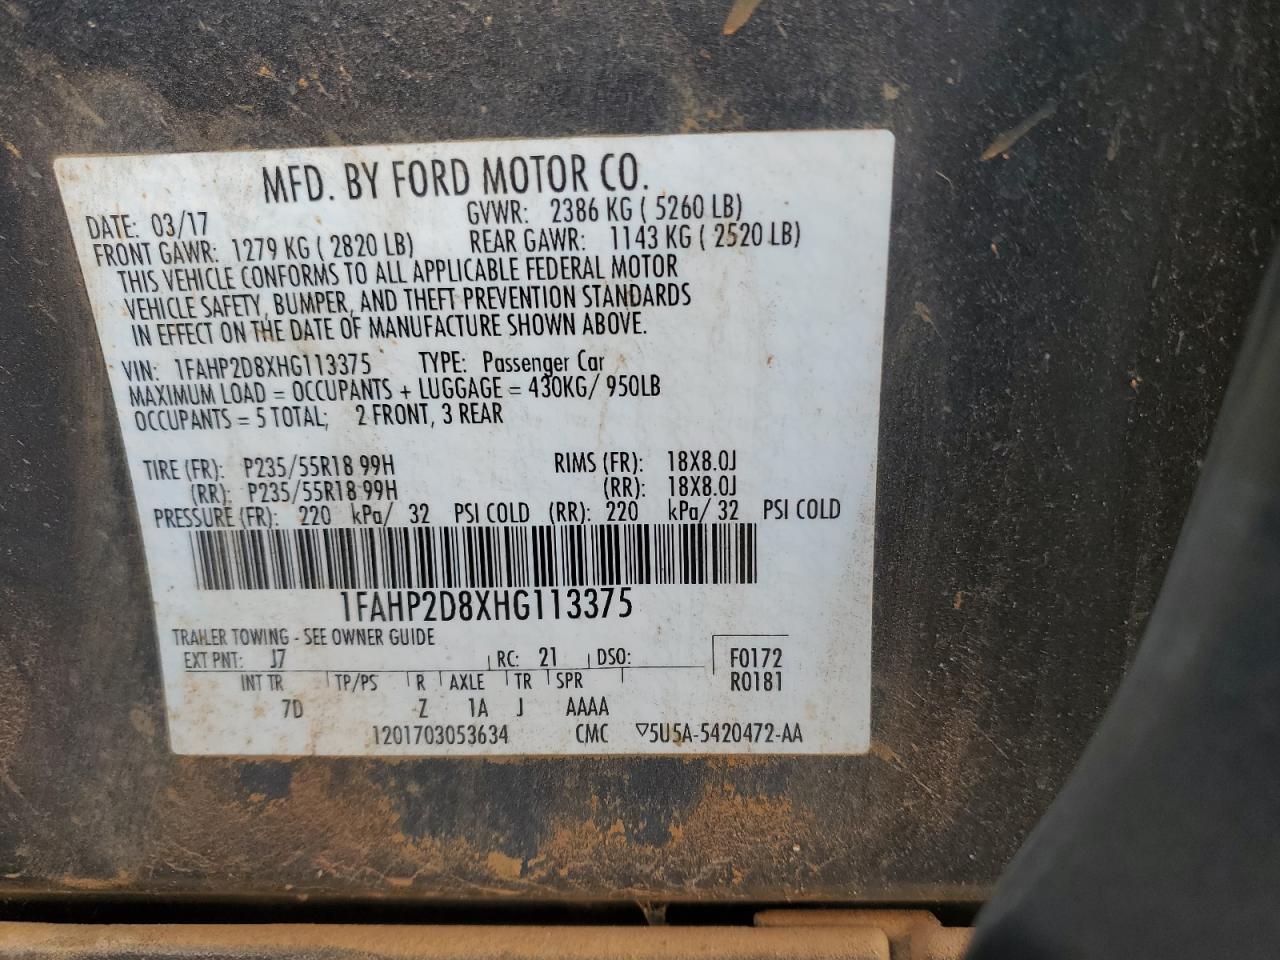 MFD. BY FORD MOTOR CO.
DATE: 03/17 GVWR: 2386 KG ( 5260 LB)
FRONT GAWR: 1279 KG ( 2820 LB) REAR GAWR: 1143 KG ( 2520 LB)
THIS VEHICLE CONFORMS TO ALL APPLICABLE FEDERAL MOTOR
VEHICLE SAFETY, BUMPER, AND THEFT PREVENTION STANDARDS
IN EFFECT ON THE DATE OF MANUFACTURE SHOWN ABOVE.
VIN: 1FAHP2D8XHG113375 TYPE: Passenger Car
MAXIMUM LOAD = OCCUPANTS + LUGGAGE = 430KG/ 950LB
OCCUPANTS = 5 TOTAL; 2 FRONT, 3 REAR
TIRE (FR): P235/55R18 99H RIMS (FR): 18X8.0J
(RR): P235/55R18 99H (RR): 18X8.0J
PRESSURE (FR): 220 kPa/ 32 PSI COLD (RR): 220 kPa/ 32 PSI COLD
1FAHP2D8XHG113375
TRAILER TOWING - SEE OWNER GUIDE
EXT PNT: J7 RC: 21 DSO: F0172
INT TR TP/PS R AXLE TR SPR R0181
7D Z 1A J AAAA
1201703053634 CMC ▽5U5A-5420472-AA